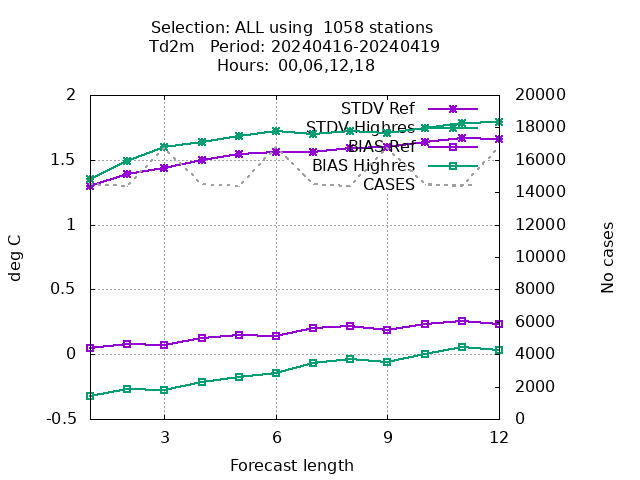 Selection: ALL using  1058 stations
Td2m   Period: 20240416-20240419
Hours:  00,06,12,18
2
1.5
1
0.5
0
-0.5
deg C
STDV Ref
STDV Highres
BIAS Ref
BIAS Highres
CASES
20000
18000
16000
14000
12000
10000
8000
6000
4000
2000
0
No cases
3
6
9
12
Forecast length